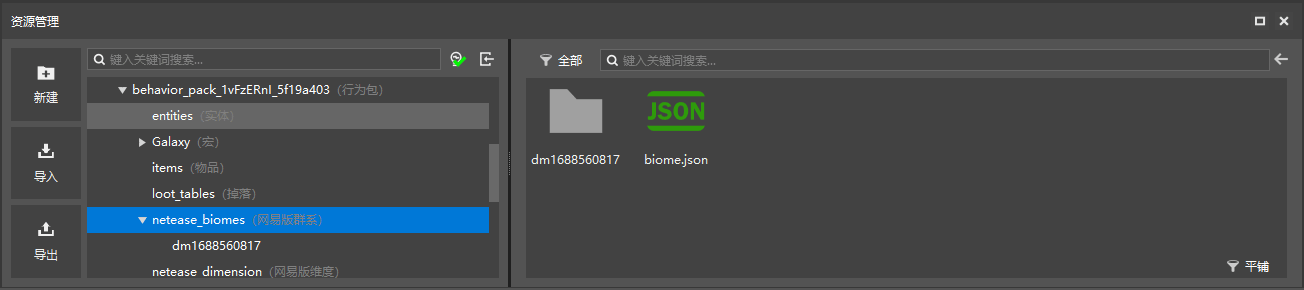 资源管理
新建
导入
导出
键入关键词搜索...
behavior_pack_1vFzERnI_5f19a403 (行为包)
entities (实体)
Galaxy (宏)
items (物品)
loot_tables (掉落)
netease_biomes (网易版群系)
dm1688560817
netease_dimension (网易版维度)
全部
键入关键词搜索...
JSON
dm1688560817
biome.json
平铺